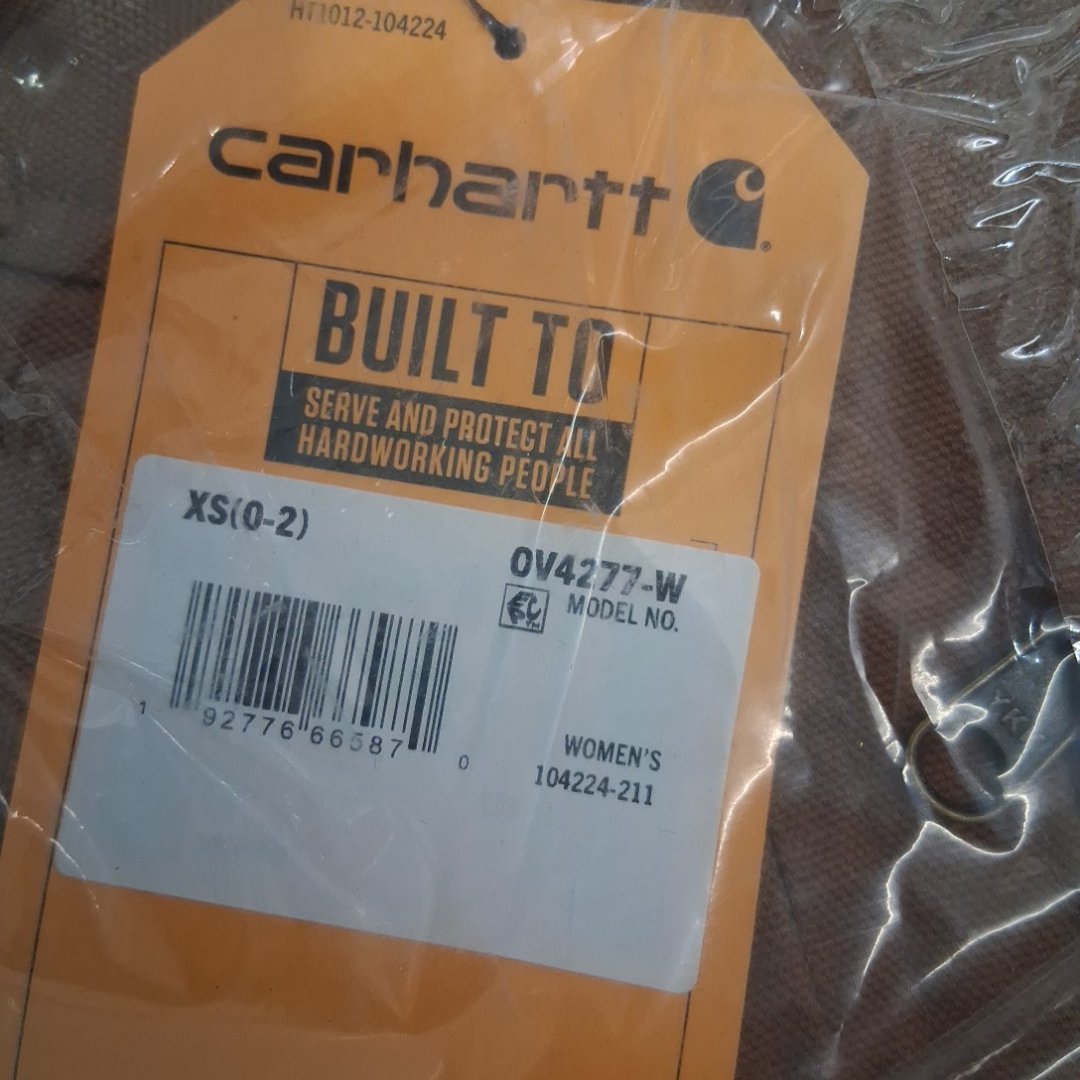 HT1012-104224
carhartt
BUILT TO
SERVE AND PROTECT ALL
HARDWORKING PEOPLE
XS(0-2)
OV4277-W
MODEL NO.
1 92776 66587 0
WOMEN'S
104224-211
YK